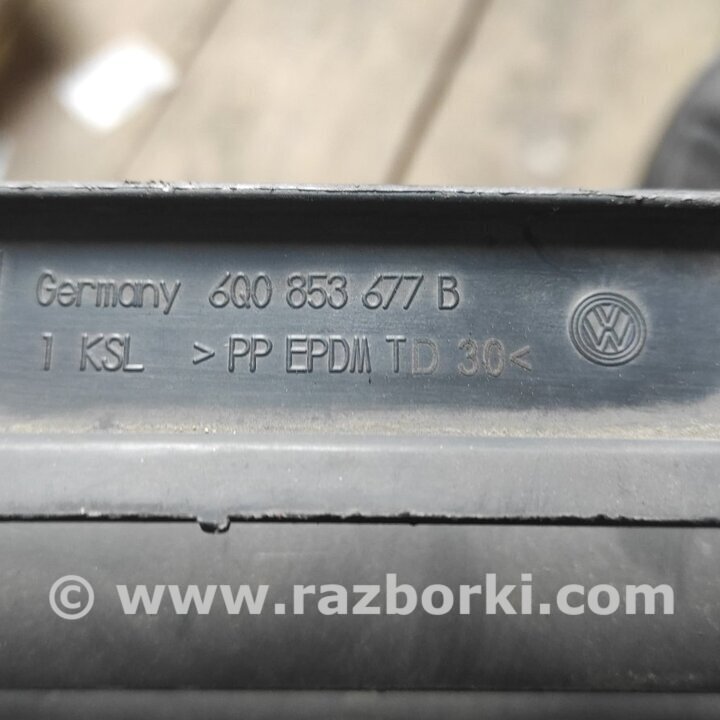 Germany 6Q0 853 677 B
1 KSL >PP EPDM TD 30<
© www.razborki.com